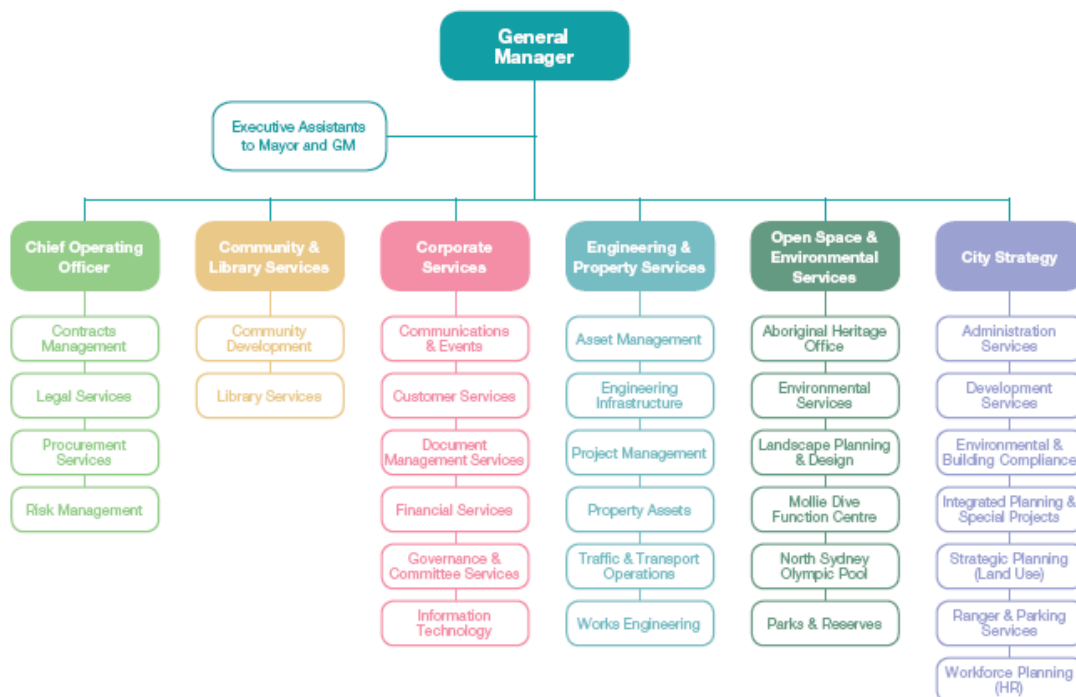 General
Manager
Executive Assistants
to Mayor and GM
Chief Operating
Officer
Contracts
Management
Legal Services
Procurement
Services
Risk Management
Community &
Library Services
Community
Development
Library Services
Corporate
Services
Communications
& Events
Customer Services
Document
Management Services
Financial Services
Governance &
Committee Services
Information
Technology
Engineering &
Property Services
Asset Management
Engineering
Infrastructure
Project Management
Property Assets
Traffic & Transport
Operations
Works Engineering
Open Space &
Environmental
Services
Aboriginal Heritage
Office
Environmental
Services
Landscape Planning
& Design
Mollie Dive
Function Centre
North Sydney
Olympic Pool
Parks & Reserves
City Strategy
Administration
Services
Development
Services
Environmental &
Building Compliance
Integrated Planning &
Special Projects
Strategic Planning
(Land Use)
Ranger & Parking
Services
Workforce Planning
(HR)